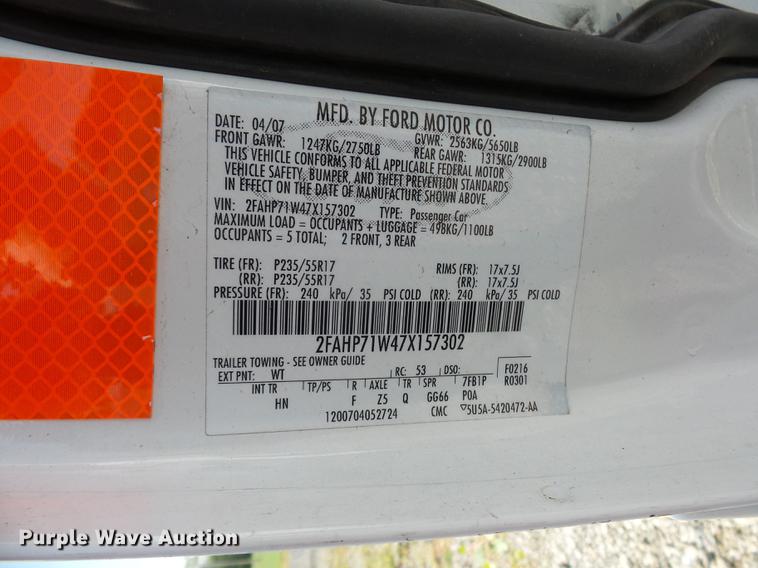 MFD. BY FORD MOTOR CO.
DATE: 04/07 GVWR: 2563KG/5650LB
FRONT GAWR: 1247KG/2750LB REAR GAWR: 1315KG/2900LB
THIS VEHICLE CONFORMS TO ALL APPLICABLE FEDERAL MOTOR
VEHICLE SAFETY, BUMPER, AND THEFT PREVENTION STANDARDS
IN EFFECT ON THE DATE OF MANUFACTURE SHOWN ABOVE.
VIN: 2FAHP71W47X157302 TYPE: Passenger Car
MAXIMUM LOAD = OCCUPANTS + LUGGAGE = 498KG/1100LB
OCCUPANTS = 5 TOTAL; 2 FRONT, 3 REAR
TIRE (FR): P235/55R17 RIMS (FR): 17x7.5J
(RR): P235/55R17 (RR): 17x7.5J
PRESSURE (FR): 240 kPa/ 35 PSI COLD (RR): 240 kPa/ 35 PSI COLD
2FAHP71W47X157302
TRAILER TOWING - SEE OWNER GUIDE
EXT PNT: WT RC: 53 DSO: F0216
INT TR TP/PS R AXLE TR SPR 7FB1P R0301
HN F Z5 Q GG66 P0A
1200704052724 CMC ▽5U5A-5420472-AA
Purple Wave Auction